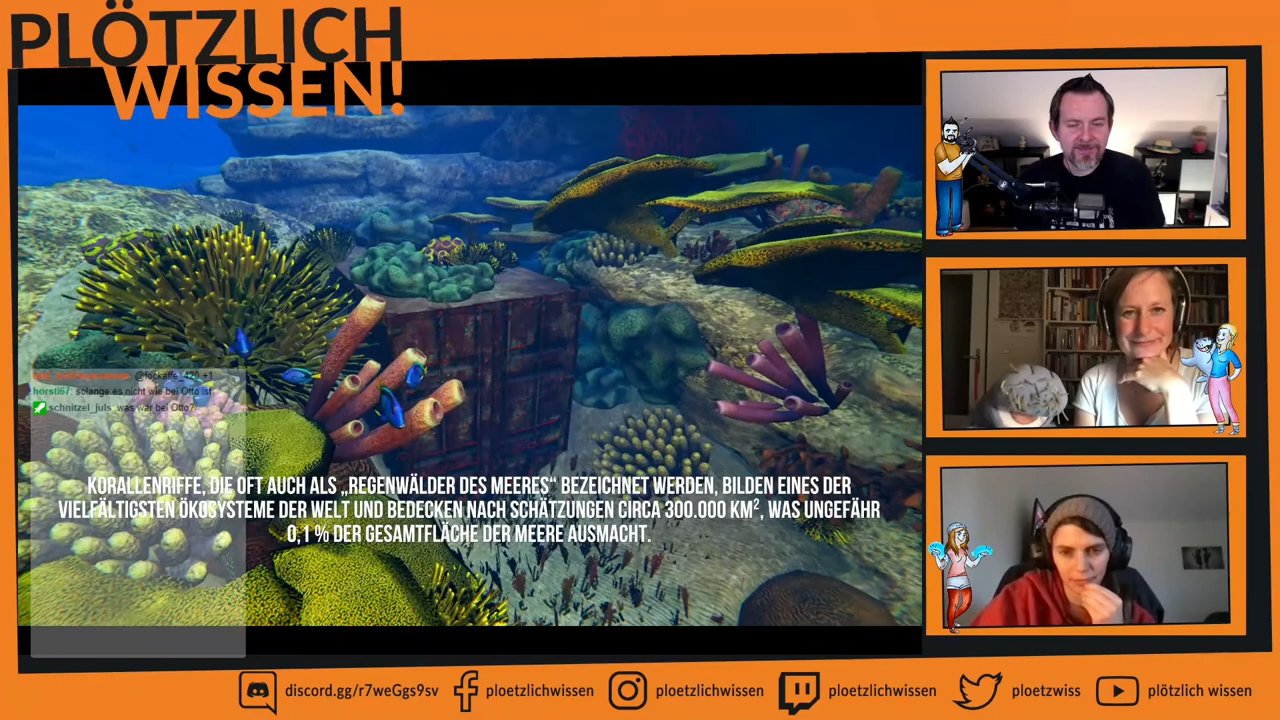 PLÖTZLICH
WISSEN!
@fockaffe_420 +1
horsti67: solange es nicht wie bei Otto ist
schnitzel_juls was war bei Otto?
KORALLENRIFFE, DIE OFT AUCH ALS „REGENWÄLDER DES MEERES“ BEZEICHNET WERDEN, BILDEN EINES DER
VIELFÄLTIGSTEN ÖKOSYSTEME DER WELT UND BEDECKEN NACH SCHÄTZUNGEN CIRCA 300.000 KM², WAS UNGEFÄHR
0,1 % DER GESAMTFLÄCHE DER MEERE AUSMACHT.
discord.gg/r7weGgs9sv
ploetzlichwissen
ploetzlichwissen
ploetzlichwissen
ploetzwiss
plötzlich wissen